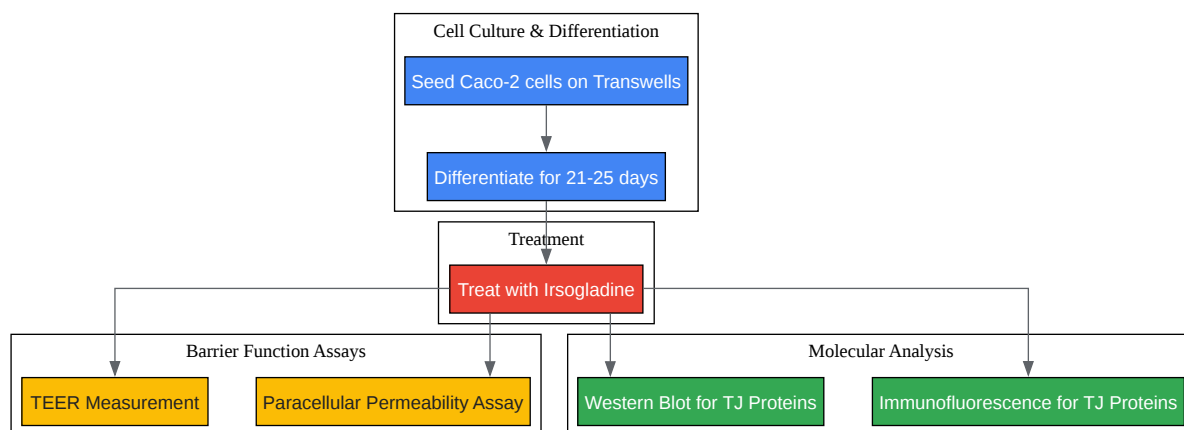 Cell Culture & Differentiation
Seed Caco-2 cells on Transwells
Differentiate for 21-25 days
Treatment
Treat with Irsogladine
Barrier Function Assays
TEER Measurement
Paracellular Permeability Assay
Molecular Analysis
Western Blot for TJ Proteins
Immunofluorescence for TJ Proteins